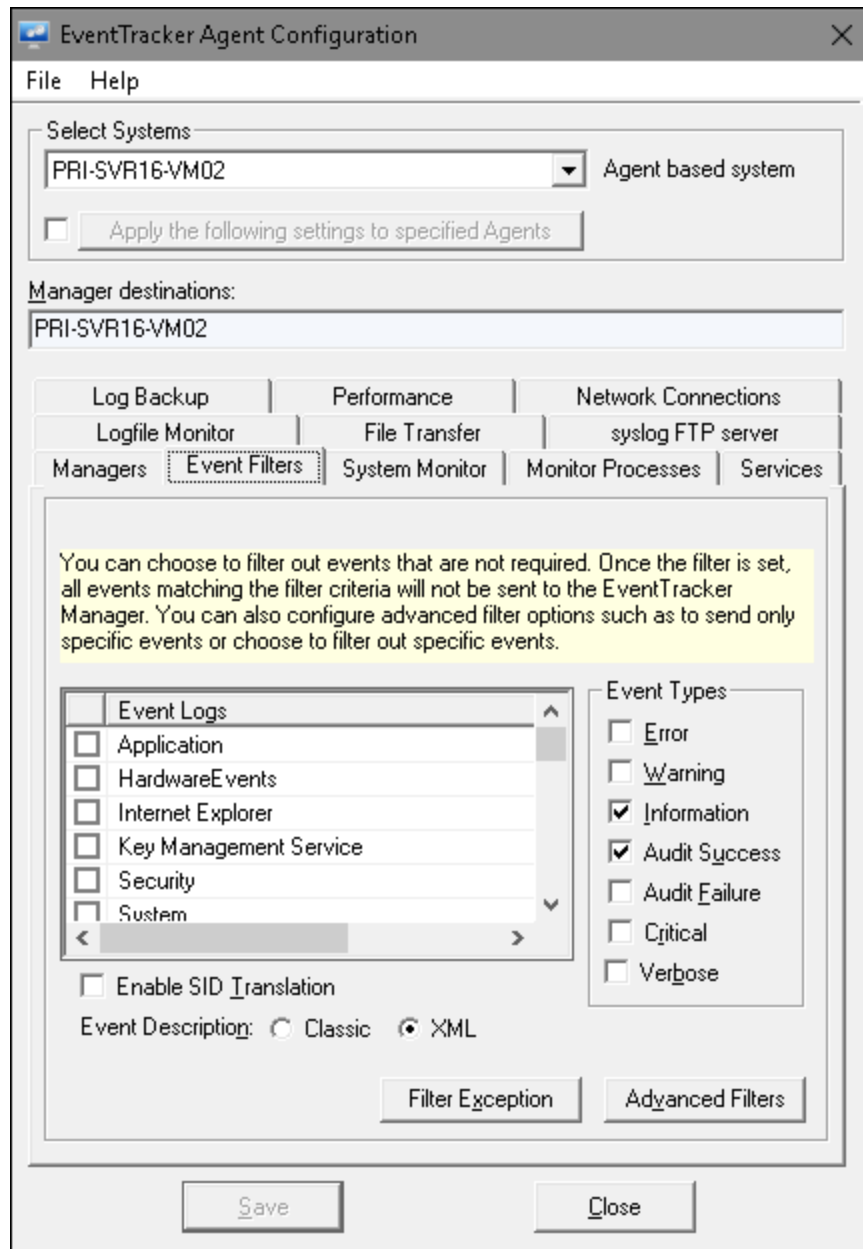 EventTracker Agent Configuration
File Help
Select Systems
PRI-SVR16-VM02 Agent based system
Apply the following settings to specified Agents
Manager destinations:
PRI-SVR16-VM02
Log Backup Performance Network Connections
Logfile Monitor File Transfer syslog FTP server
Managers Event Filters System Monitor Monitor Processes Services
You can choose to filter out events that are not required. Once the filter is set,
all events matching the filter criteria will not be sent to the EventTracker
Manager. You can also configure advanced filter options such as to send only
specific events or choose to filter out specific events.
Event Logs
Application
HardwareEvents
Internet Explorer
Key Management Service
Security
System
Event Types
Error
Warning
Information
Audit Success
Audit Failure
Critical
Verbose
Enable SID Translation
Event Description: Classic XML
Filter Exception Advanced Filters
Save Close